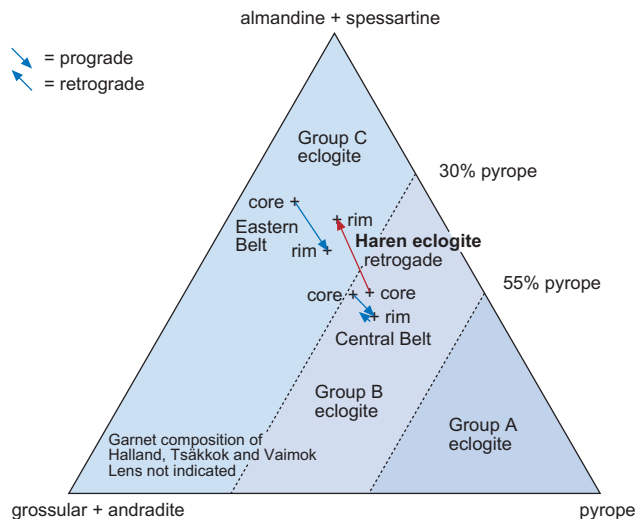 almandine + spessartine
= prograde
= retrograde
Group C
eclogite
30% pyrope
core
rim
Eastern
Belt
rim
Haren eclogite
retrogade
55% pyrope
core
core
rim
Central Belt
Group B
eclogite
Group A
eclogite
Garnet composition of
Halland, Tsåkkok and Vaimok
Lens not indicated
grossular + andradite
pyrope